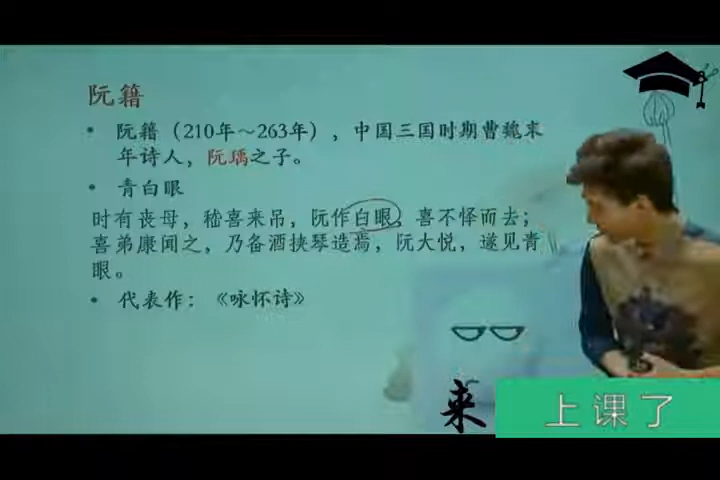 阮籍
• 阮籍（210年～263年），中国三国时期曹魏末
年诗人，阮瑀之子。
• 青白眼
时有丧母，嵇喜来吊，阮作白眼，喜不怿而去；
喜弟康闻之，乃备酒挟琴造焉，阮大悦，遂见青
眼。
• 代表作：《咏怀诗》
来 上课了